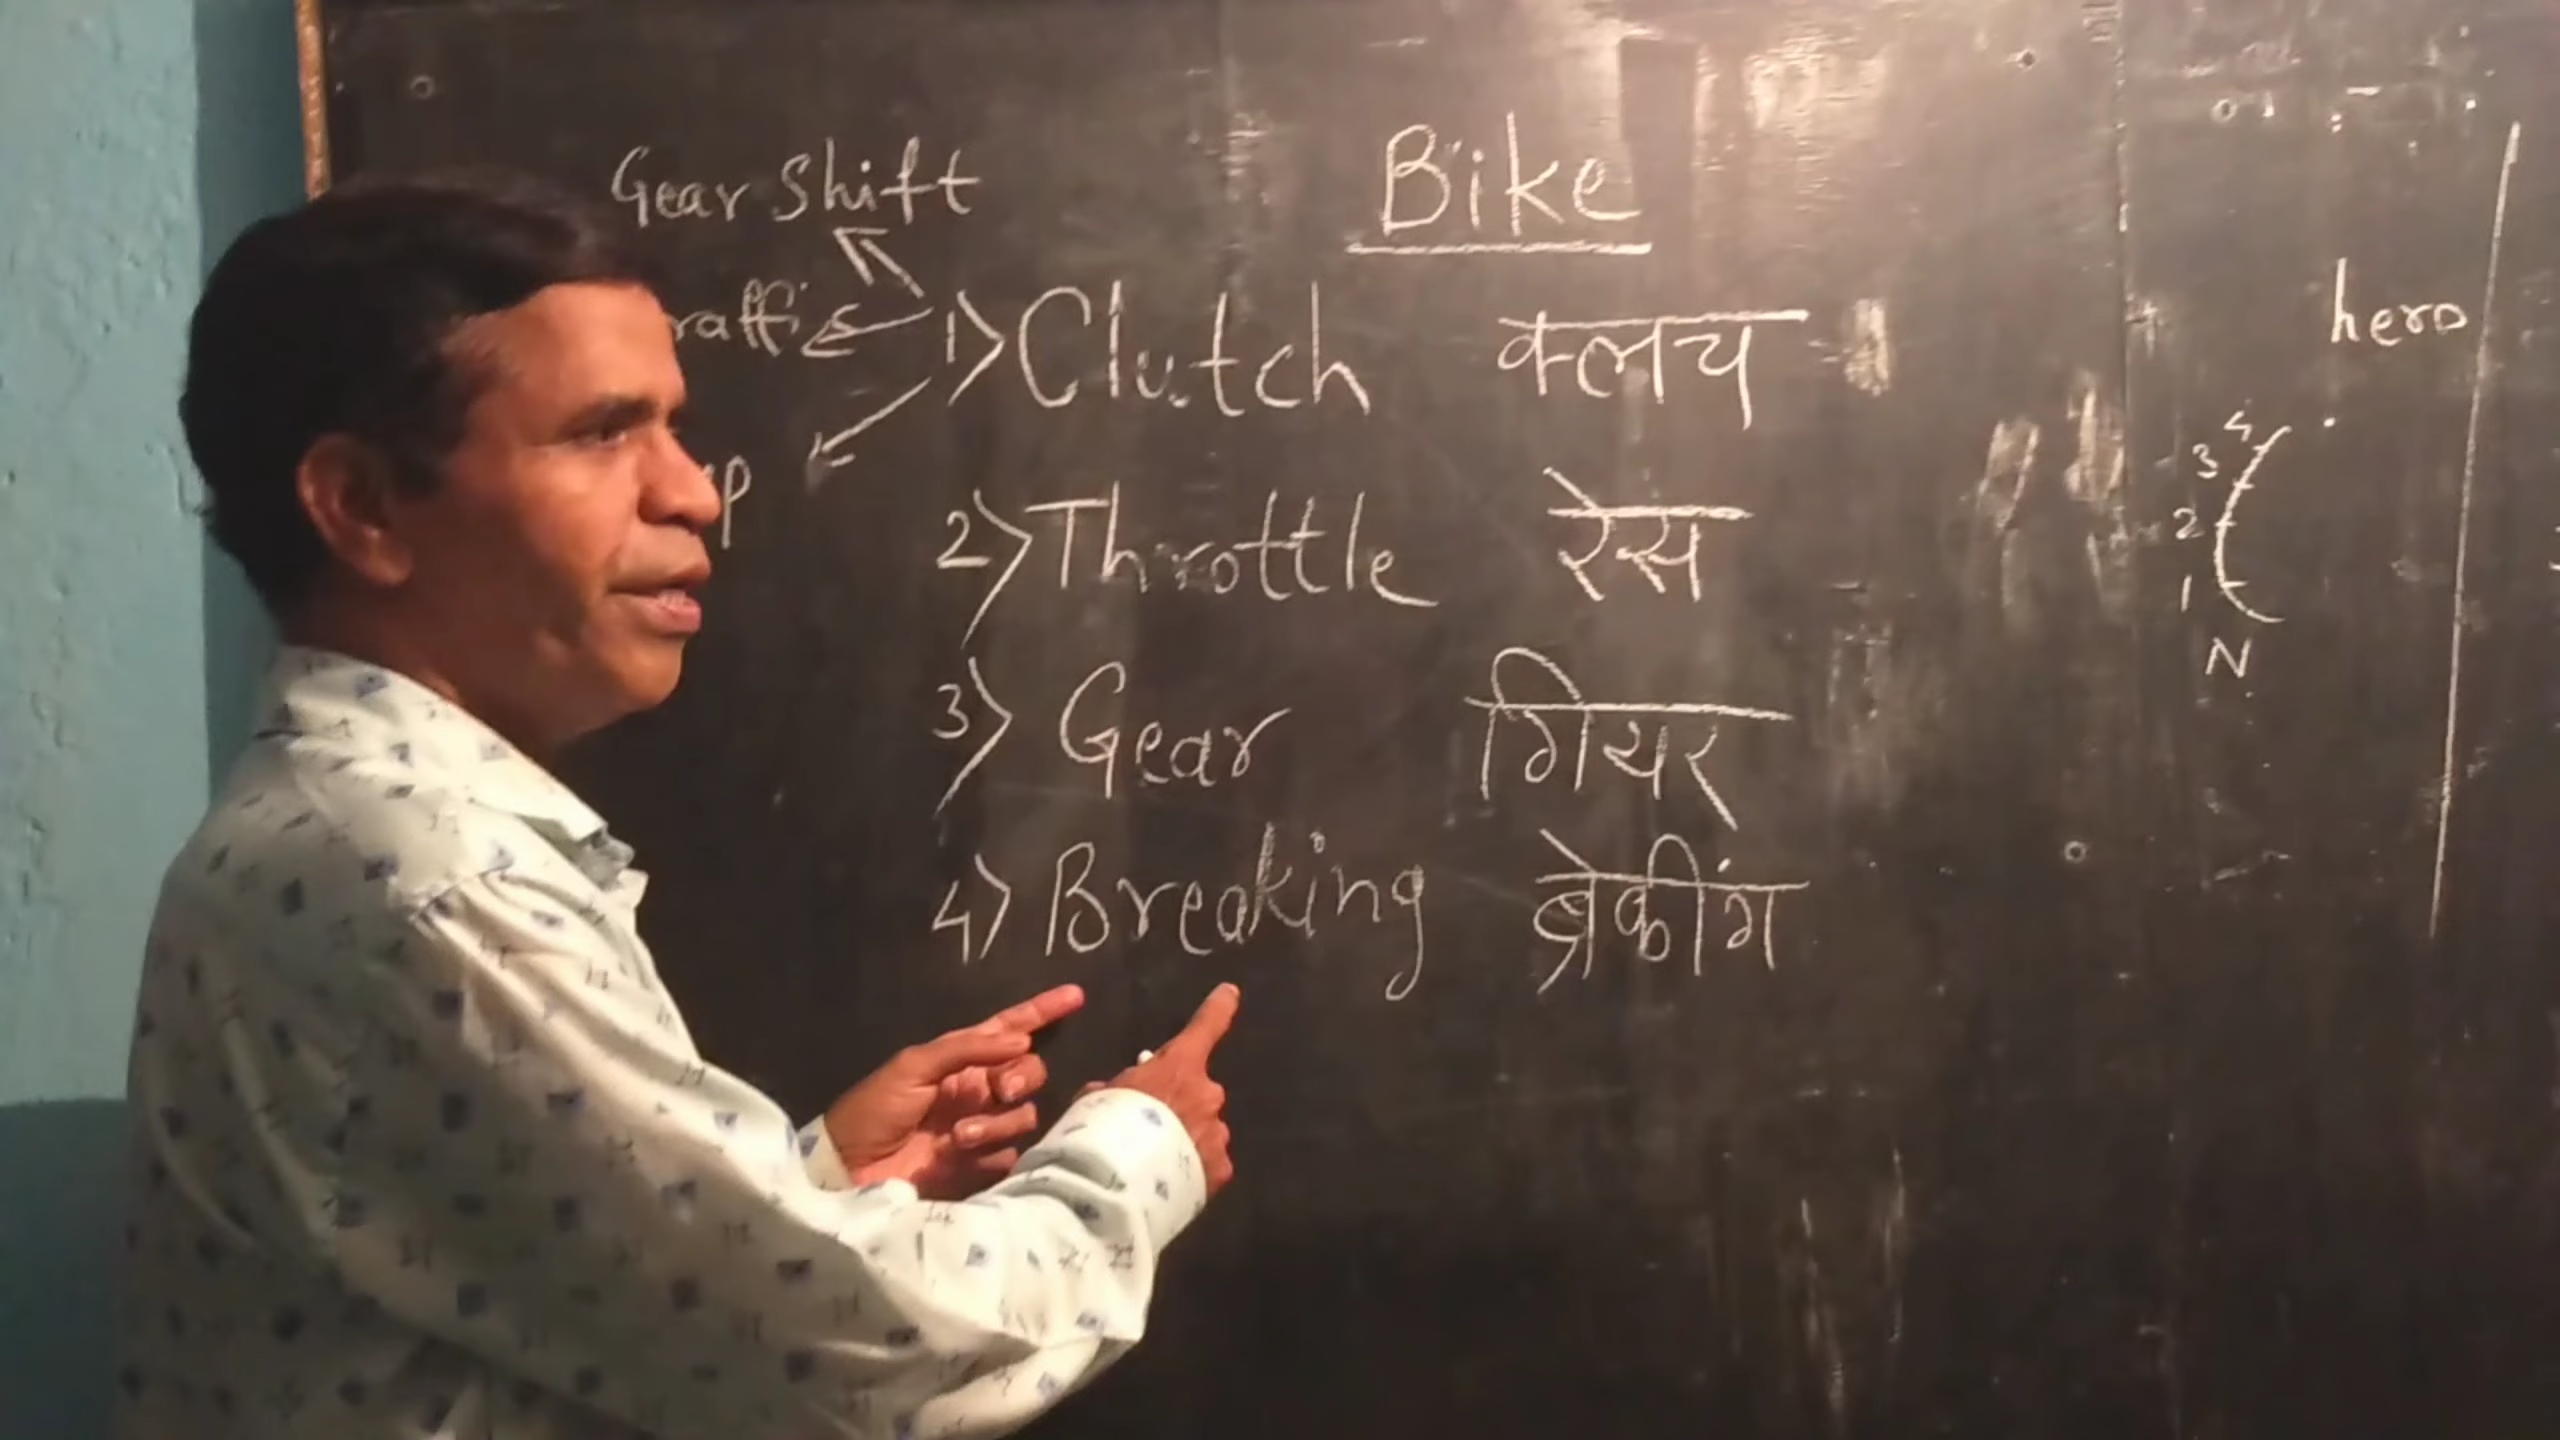 Bike
Gear Shift
1) Clutch क्लच
2) Throttle रेस
3) Gear गियर
4) Breaking ब्रेकींग
hero
4
3
2
1
N